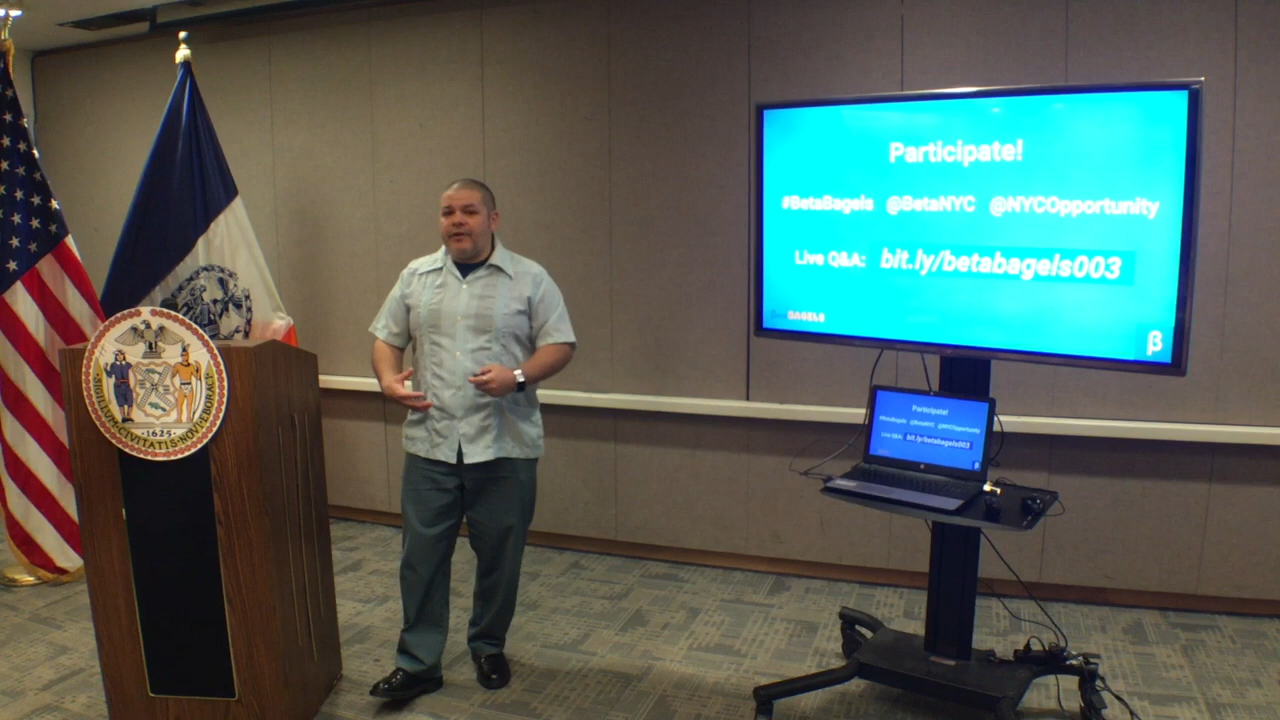 Participate!
#BetaBagels @BetaNYC @NYCOpportunity
Live Q&A: bit.ly/betabagels003
BAGELS
β
SIGILLVM CIVITATIS NOVI EBORACI
1625
Participate!
#BetaBagels @BetaNYC @NYCOpportunity
Live Q&A: bit.ly/betabagels003